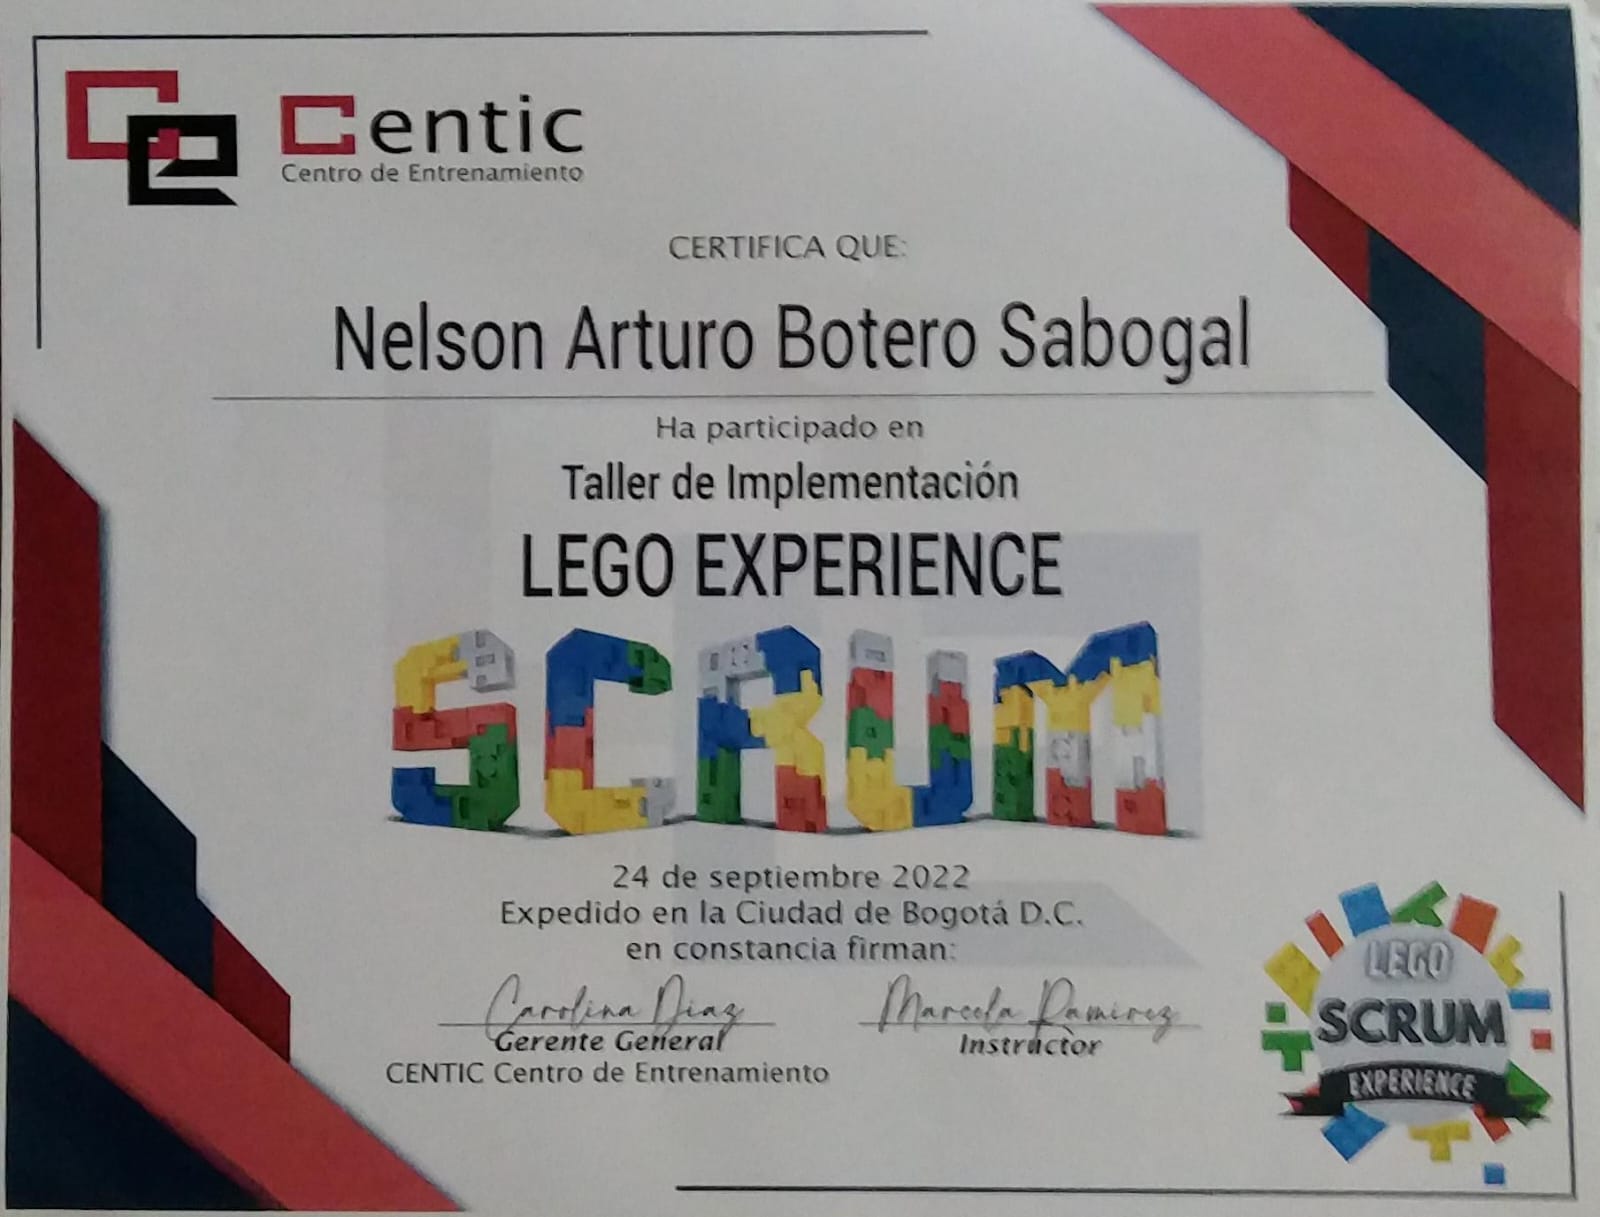 Centic
Centro de Entrenamiento
CERTIFICA QUE:
Nelson Arturo Botero Sabogal
Ha participado en
Taller de Implementación
LEGO EXPERIENCE
SCRUM
24 de septiembre 2022
Expedido en la Ciudad de Bogotá D.C.
en constancia firman:
Carolina Diaz
Gerente General
CENTIC Centro de Entrenamiento
Marcela Ramirez
Instructor
LEGO
SCRUM
EXPERIENCE